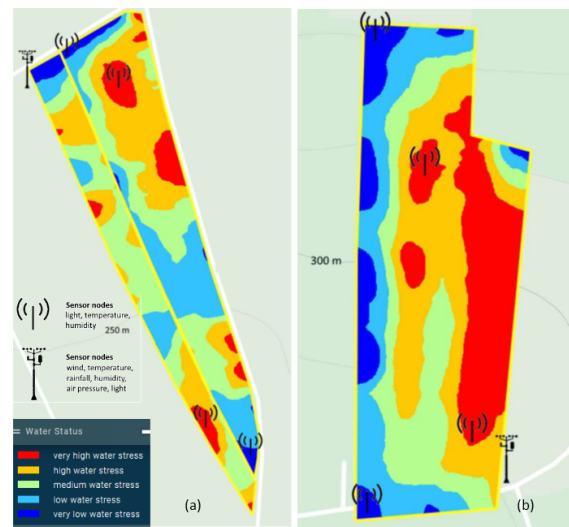 Sensor nodes
light, temperature,
humidity
250 m
Sensor nodes
wind, temperature,
rainfall, humidity,
air pressure, light
Water Status
very high water stress
high water stress
medium water stress
low water stress
very low water stress
(a)
300 m
(b)